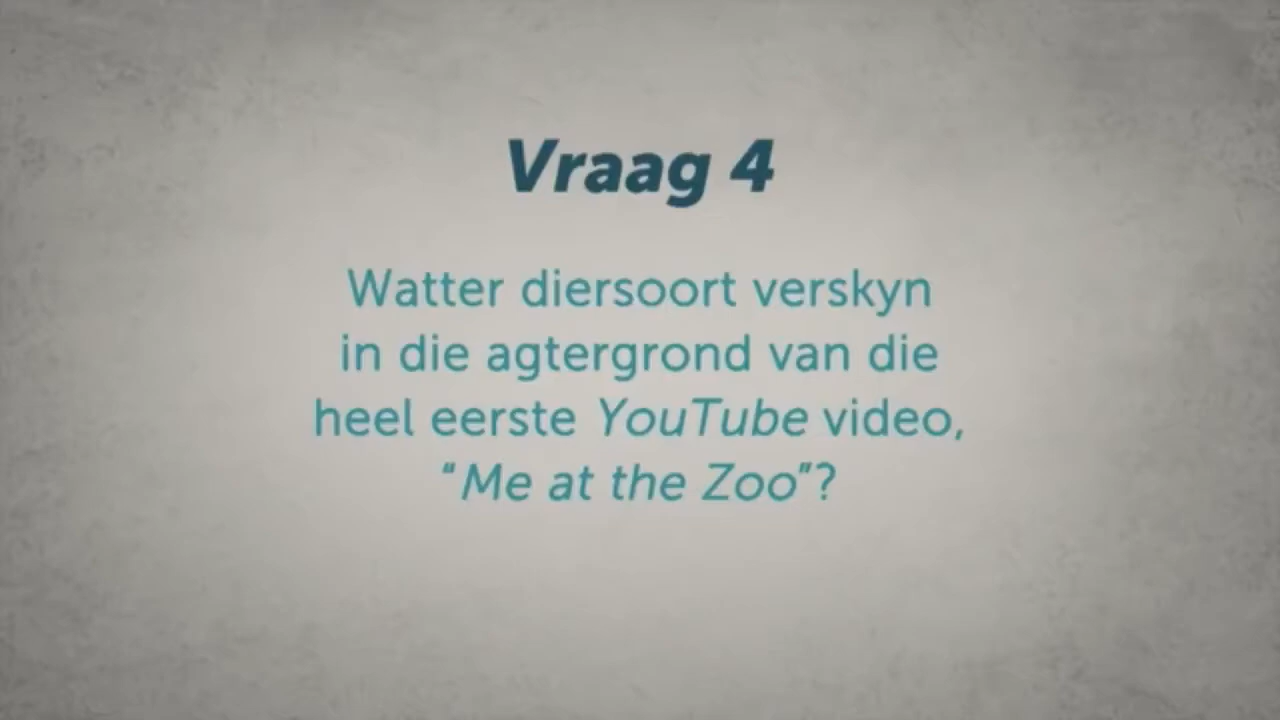 Vraag 4
Watter diersoort verskyn
in die agtergrond van die
heel eerste YouTube video,
"Me at the Zoo"?